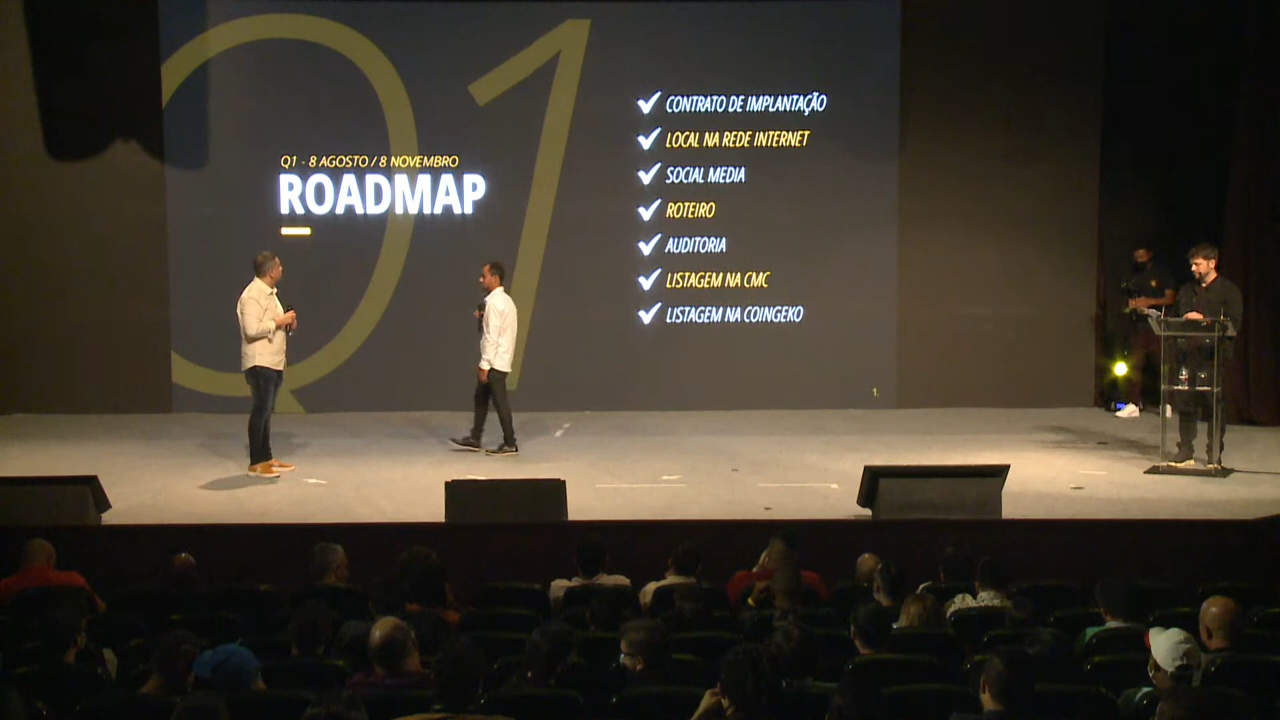 Q1
Q1 - 8 AGOSTO / 8 NOVEMBRO
ROADMAP
CONTRATO DE IMPLANTAÇÃO
LOCAL NA REDE INTERNET
SOCIAL MEDIA
ROTEIRO
AUDITORIA
LISTAGEM NA CMC
LISTAGEM NA COINGEKO
1.